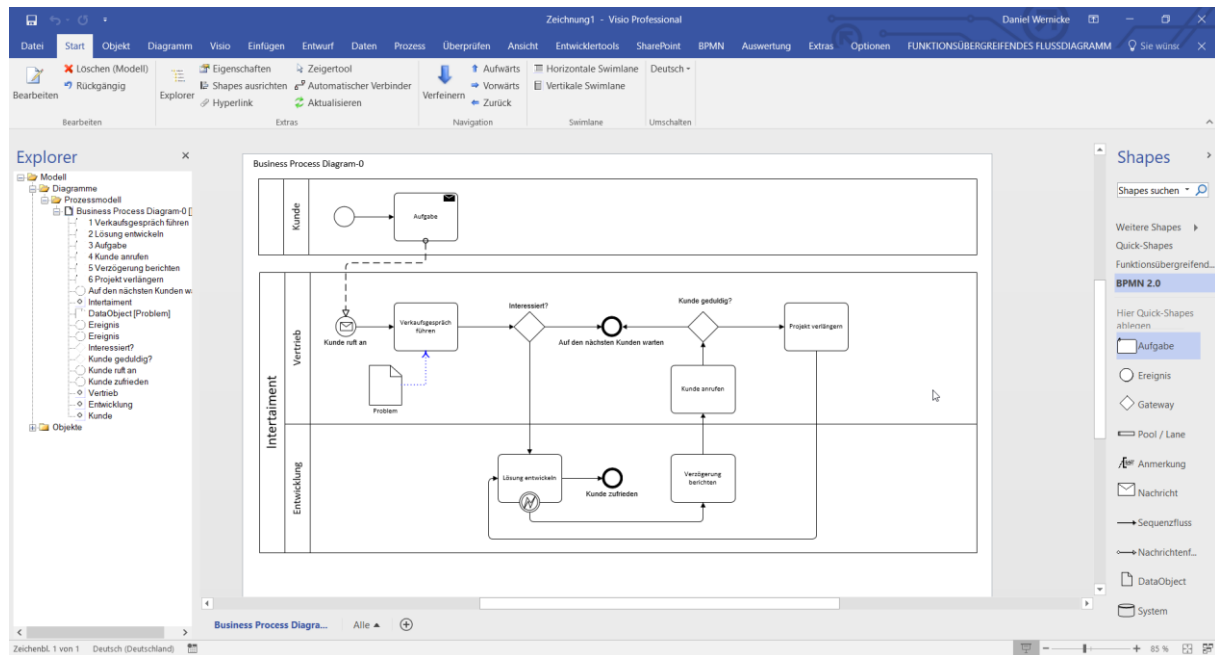 Zeichnung1 - Visio Professional
Daniel Wernicke
Datei Start Objekt Diagramm Visio Einfügen Entwurf Daten Prozess Überprüfen Ansicht Entwicklertools SharePoint BPMN Auswertung Extras Optionen FUNKTIONSÜBERGREIFENDES FLUSSDIAGRAMM Sie wünsc
Bearbeiten
Löschen (Modell)
Rückgängig
Bearbeiten
Explorer
Eigenschaften
Shapes ausrichten
Hyperlink
Zeigertool
Automatischer Verbinder
Aktualisieren
Extras
Verfeinern
Aufwärts
Vorwärts
Zurück
Navigation
Horizontale Swimlane
Vertikale Swimlane
Swimlane
Deutsch
Umschalten
Explorer
Modell
Diagramme
Prozessmodell
Business Process Diagram-0 [
1 Verkaufsgespräch führen
2 Lösung entwickeln
3 Aufgabe
4 Kunde anrufen
5 Verzögerung berichten
6 Projekt verlängern
Auf den nächsten Kunden wa
Intertaiment
DataObject [Problem]
Ereignis
Ereignis
Interessiert?
Kunde geduldig?
Kunde ruft an
Kunde zufrieden
Vertrieb
Entwicklung
Kunde
Objekte
Business Process Diagram-0
Kunde
Aufgabe
Intertaiment
Vertrieb
Kunde ruft an
Verkaufsgespräch
führen
Problem
Interessiert?
Auf den nächsten Kunden warten
Kunde geduldig?
Projekt verlängern
Kunde anrufen
Entwicklung
Lösung entwickeln
Kunde zufrieden
Verzögerung
berichten
Shapes
Shapes suchen
Weitere Shapes
Quick-Shapes
Funktionsübergreifend...
BPMN 2.0
Hier Quick-Shapes
ablegen
Aufgabe
Ereignis
Gateway
Pool / Lane
Anmerkung
Nachricht
Sequenzfluss
Nachrichtenf...
DataObject
System
Business Process Diagra...
Alle
Zeichenbl. 1 von 1 Deutsch (Deutschland)
85 %